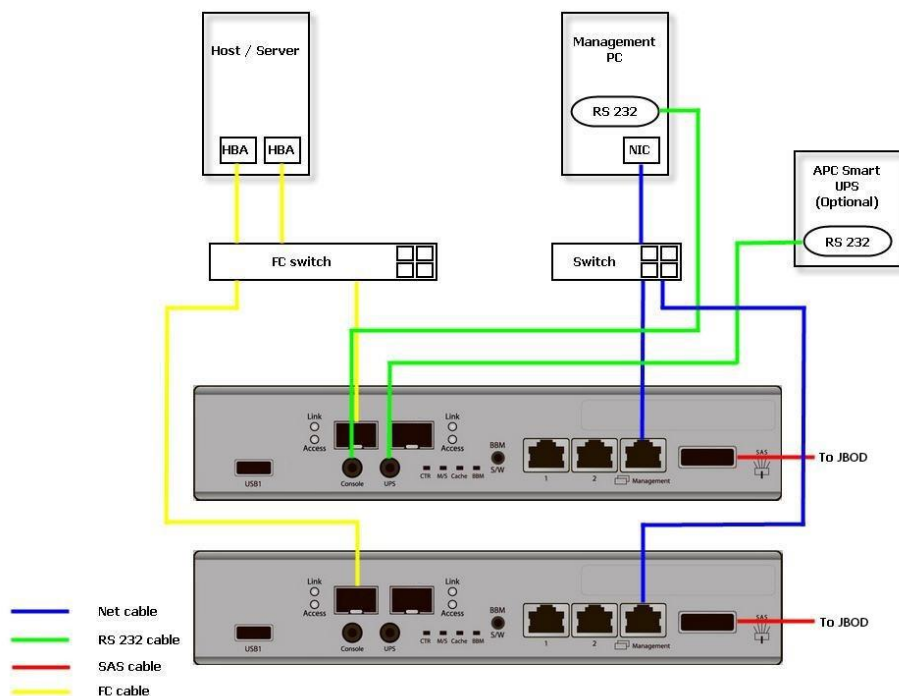 Host / Server
HBA
HBA
Management
PC
RS 232
NIC
APC Smart
UPS
(Optional)
RS 232
FC switch
Switch
Link
Access
Link
Access
BBM
S/W
USB1
Console
UPS
CTR
M/S
Cache
BBM
1
2
Management
SAS
To JBOD
Link
Access
Link
Access
BBM
S/W
USB1
Console
UPS
CTR
M/S
Cache
BBM
1
2
Management
SAS
To JBOD
Net cable
RS 232 cable
SAS cable
FC cable